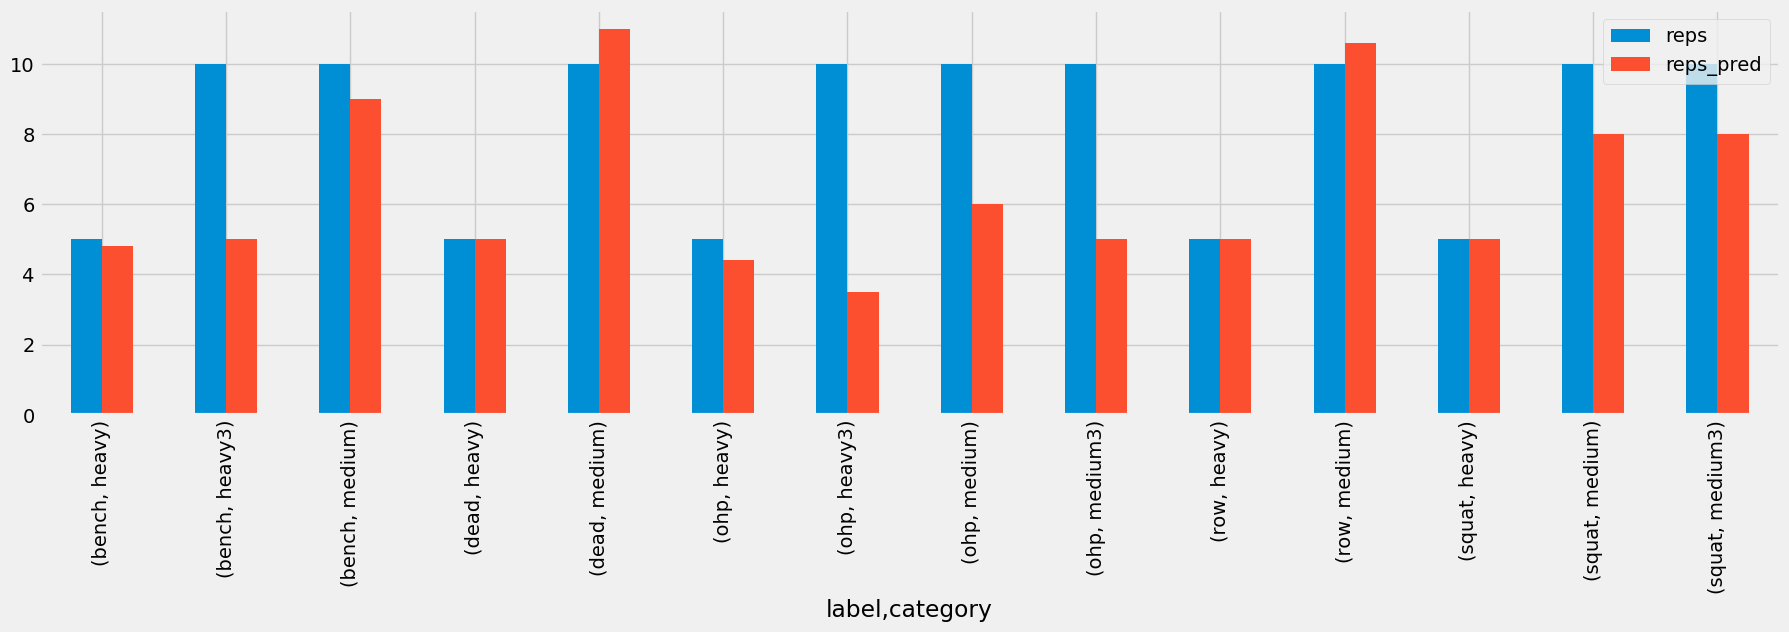 reps
reps_pred
10
8
6
4
2
0
(bench, heavy)
(bench, heavy3)
(bench, medium)
(dead, heavy)
(dead, medium)
(ohp, heavy)
(ohp, heavy3)
(ohp, medium)
(ohp, medium3)
(row, heavy)
(row, medium)
(squat, heavy)
(squat, medium)
(squat, medium3)
label,category